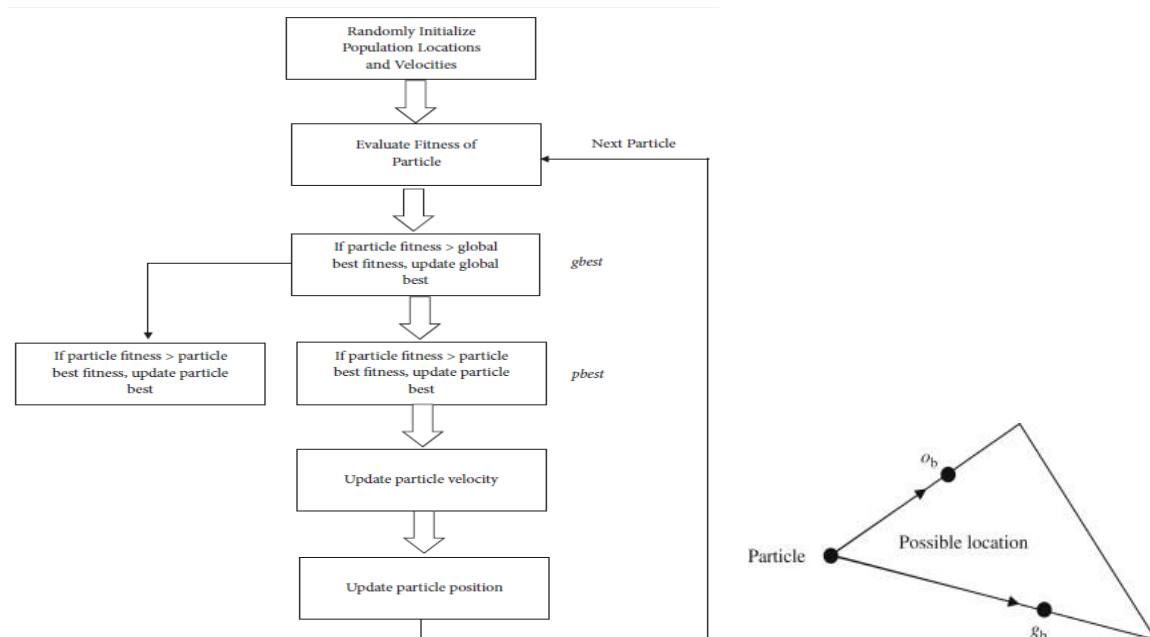 Randomly Initialize
Population Locations
and Velocities
Evaluate Fitness of
Particle
Next Particle
If particle fitness > global
best fitness, update global
best
gbest
If particle fitness > particle
best fitness, update particle
best
If particle fitness > particle
best fitness, update particle
best
pbest
Update particle velocity
Update particle position
o_b
Particle
Possible location
g_b